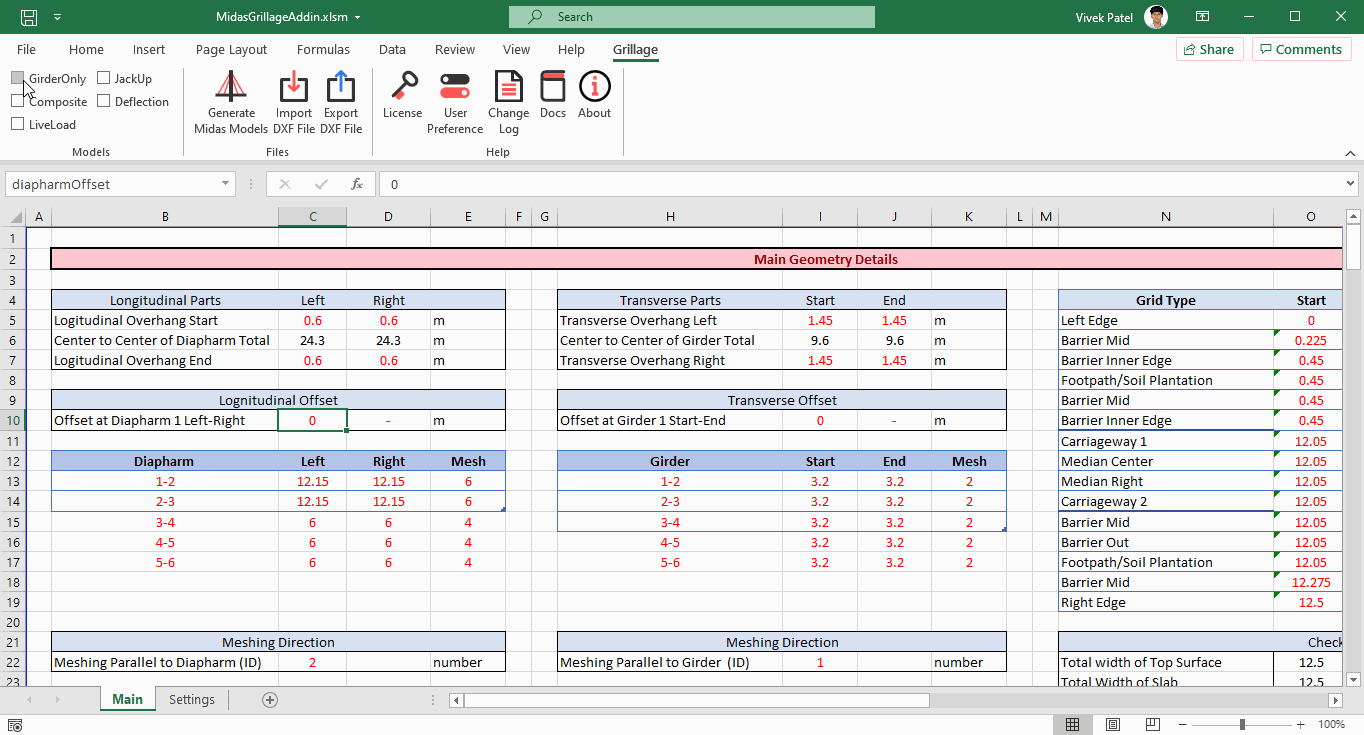 MidasGrillageAddin.xlsm
Search
Vivek Patel
File Home Insert Page Layout Formulas Data Review View Help Grillage Share Comments
GirderOnly JackUp
Composite Deflection
LiveLoad
Models
Generate Midas Models
Import DXF File
Export DXF File
Files
License
User Preference
Change Log
Docs
About
Help
diapharmOffset fx 0
A B C D E F G H I J K L M N O
1
2 Main Geometry Details
3
4 Longitudinal Parts Left Right Transverse Parts Start End Grid Type Start
5 Logitudinal Overhang Start 0.6 0.6 m Transverse Overhang Left 1.45 1.45 m Left Edge 0
6 Center to Center of Diapharm Total 24.3 24.3 m Center to Center of Girder Total 9.6 9.6 m Barrier Mid 0.225
7 Logitudinal Overhang End 0.6 0.6 m Transverse Overhang Right 1.45 1.45 m Barrier Inner Edge 0.45
8 Footpath/Soil Plantation 0.45
9 Lognitudinal Offset Transverse Offset Barrier Mid 0.45
10 Offset at Diapharm 1 Left-Right 0 - m Offset at Girder 1 Start-End 0 - m Barrier Inner Edge 0.45
11 Carriageway 1 12.05
12 Diapharm Left Right Mesh Girder Start End Mesh Median Center 12.05
13 1-2 12.15 12.15 6 1-2 3.2 3.2 2 Median Right 12.05
14 2-3 12.15 12.15 6 2-3 3.2 3.2 2 Carriageway 2 12.05
15 3-4 6 6 4 3-4 3.2 3.2 2 Barrier Mid 12.05
16 4-5 6 6 4 4-5 3.2 3.2 2 Barrier Out 12.05
17 5-6 6 6 4 5-6 3.2 3.2 2 Footpath/Soil Plantation 12.05
18 Barrier Mid 12.275
19 Right Edge 12.5
20
21 Meshing Direction Meshing Direction Check
22 Meshing Parallel to Diapharm (ID) 2 number Meshing Parallel to Girder (ID) 1 number Total width of Top Surface 12.5
23 Total Width of Slab 12.5
Main Settings
100%